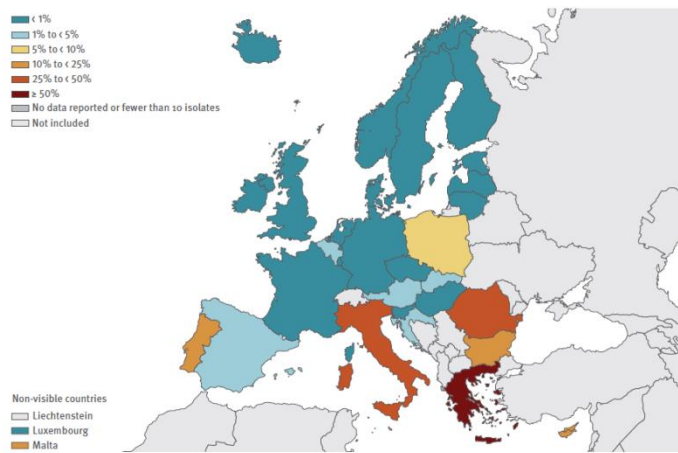 < 1%
1% to < 5%
5% to < 10%
10% to < 25%
25% to < 50%
≥ 50%
No data reported or fewer than 10 isolates
Not included
Non-visible countries
Liechtenstein
Luxembourg
Malta